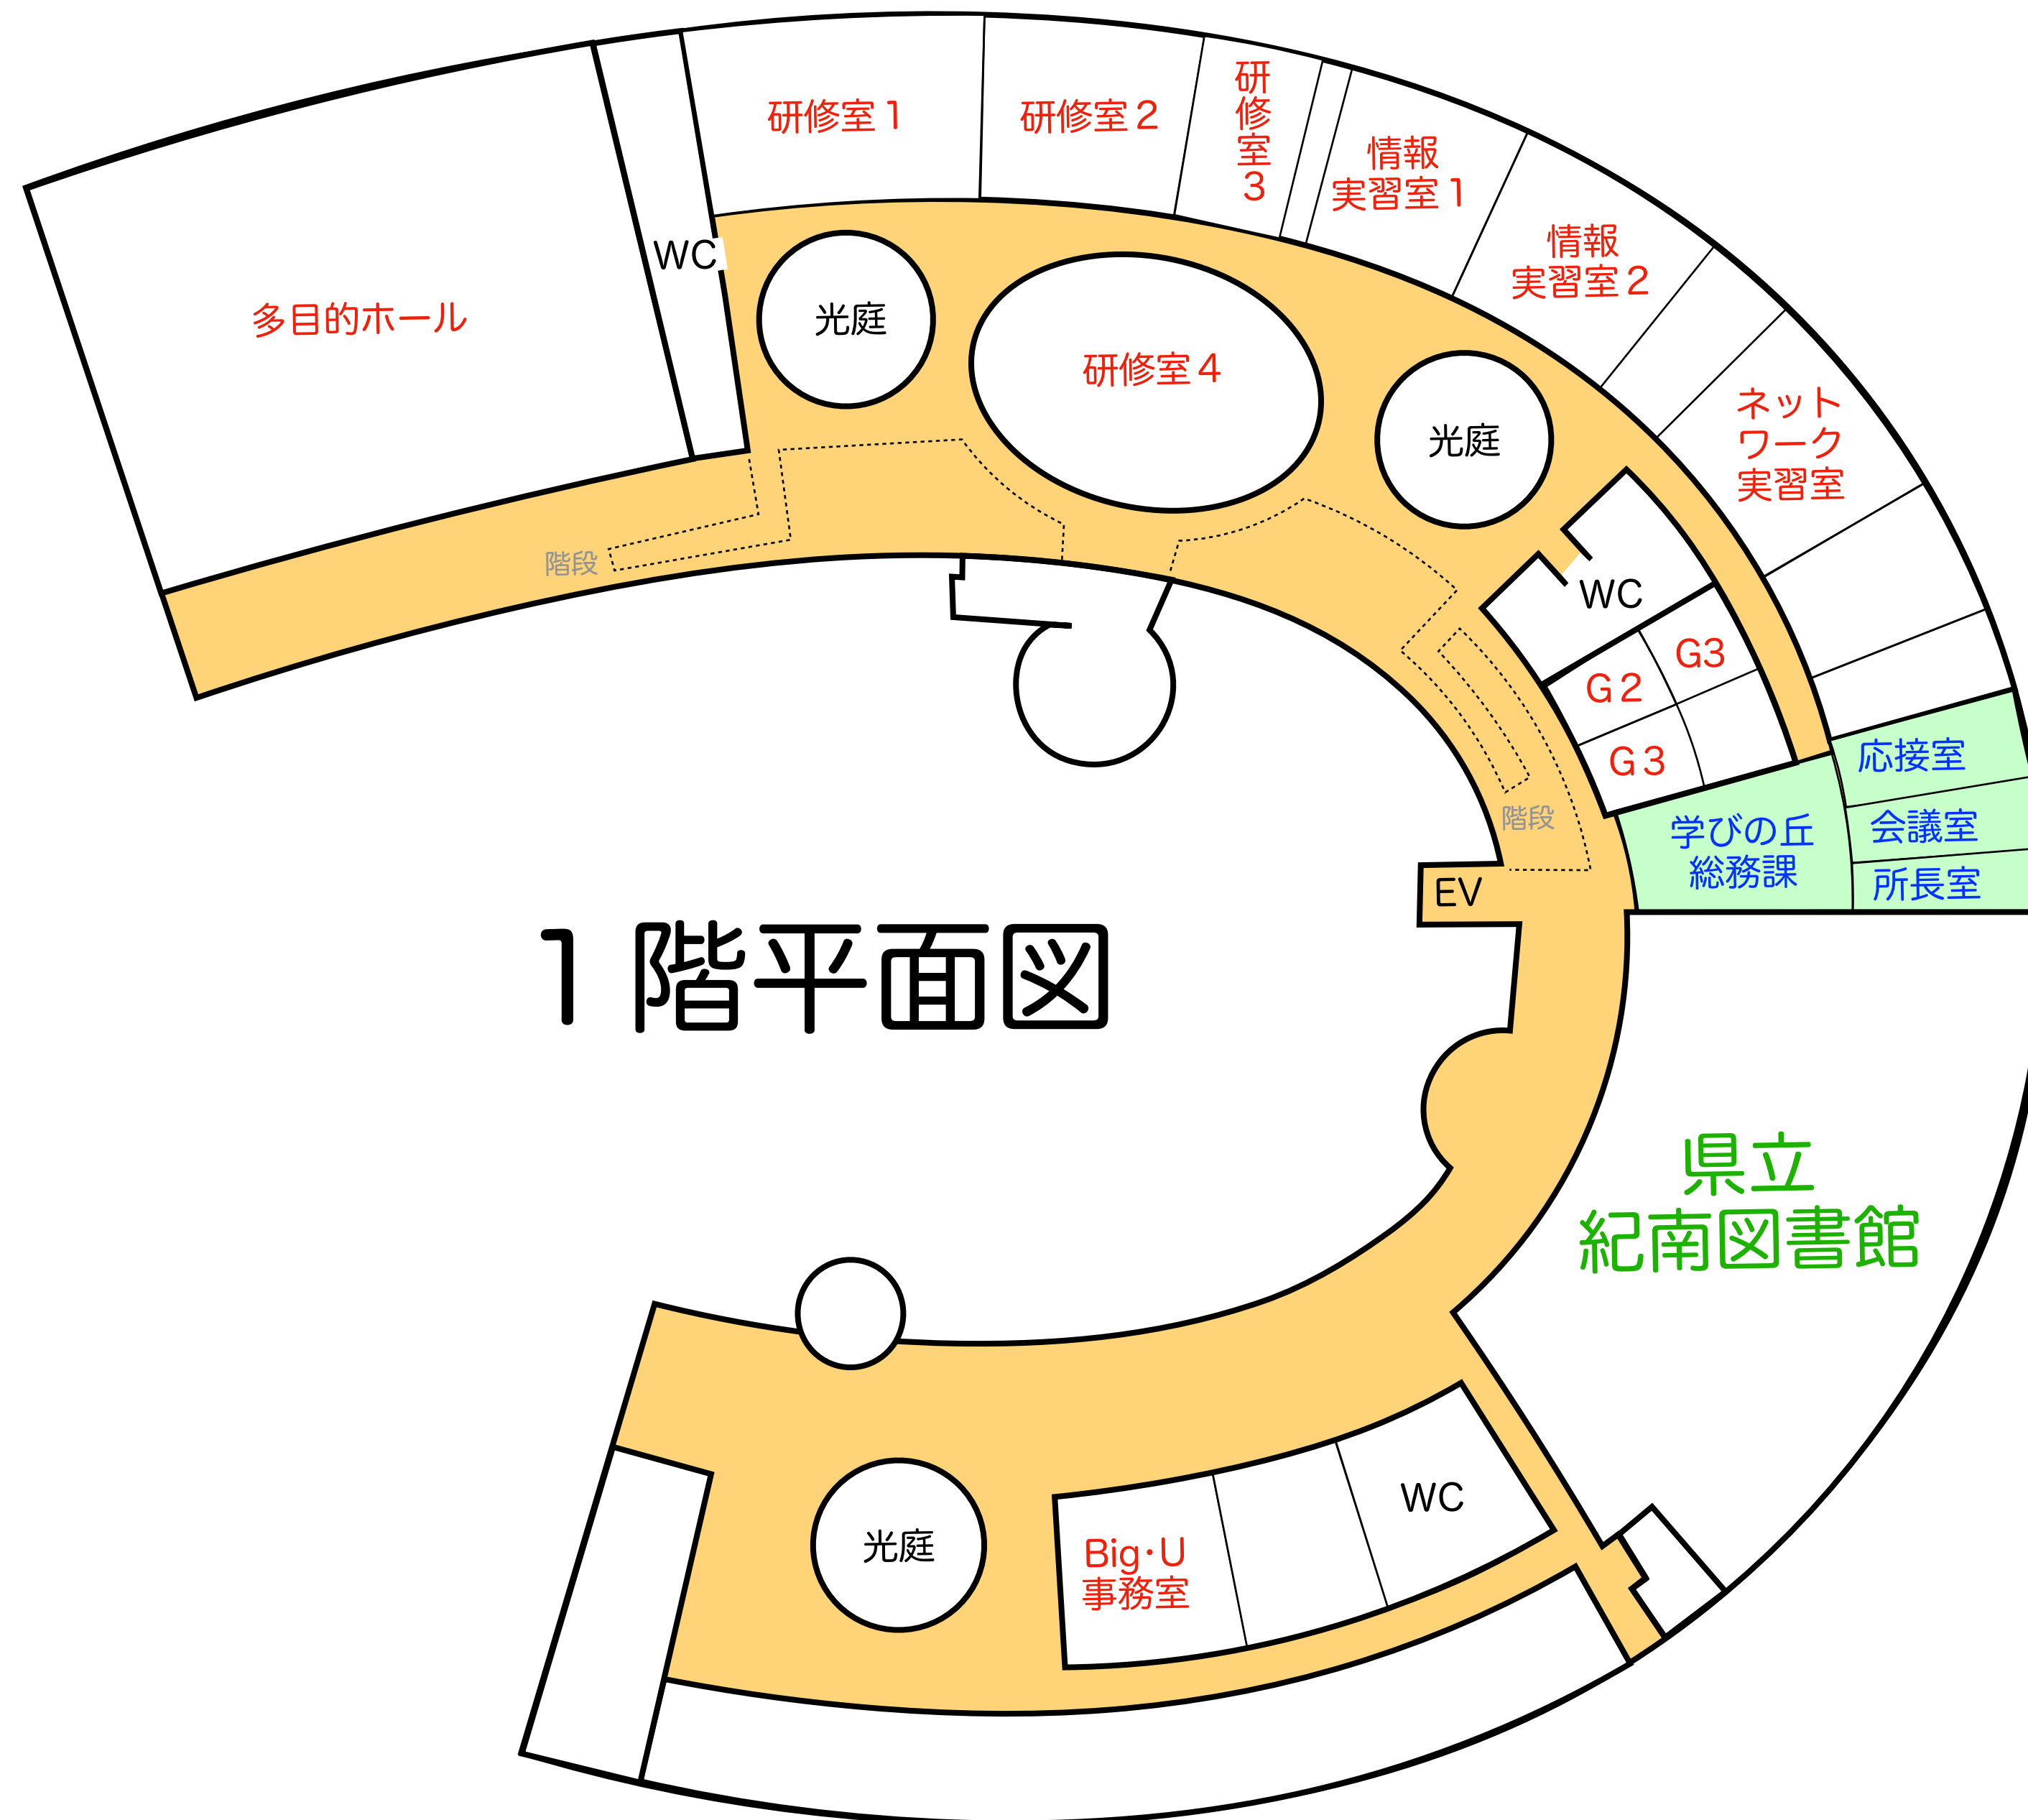 研修室1
研修室2
研
修
室
3
情報
実習室1
情報
実習室2
WC
多目的ホール
光庭
研修室4
光庭
ネット
ワーク
実習室
階段
WC
G3
G2
G3
応接室
階段
学びの丘
総務課
会議室
所長室
EV
1階平面図
県立
紀南図書館
WC
光庭
Big・U
事務室